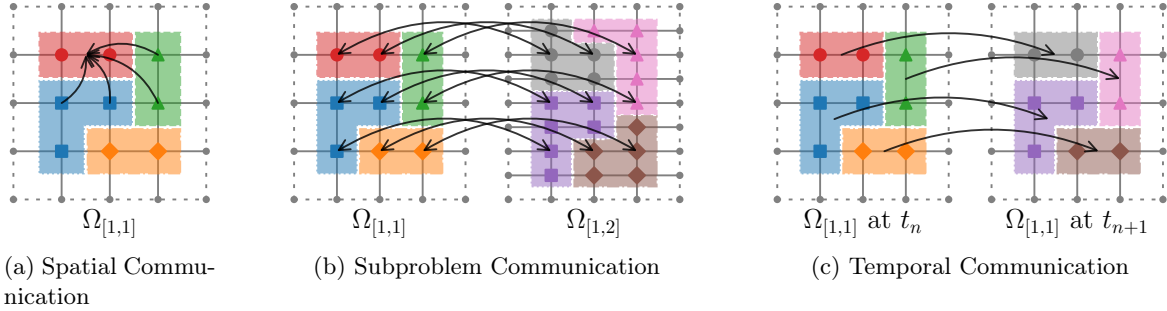 Ω[1,1]
Ω[1,1]
Ω[1,2]
Ω[1,1] at tn
Ω[1,1] at tn+1
(a) Spatial Commu-
nication
(b) Subproblem Communication
(c) Temporal Communication